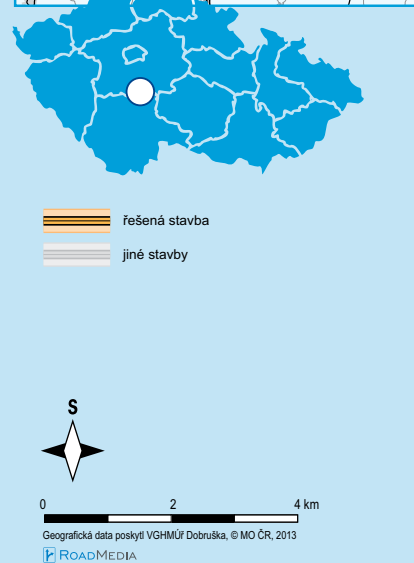 řešená stavba
jiné stavby
S
0 2 4 km
Geografická data poskytl VGHMÚř Dobruška, © MO ČR, 2013
ROADMEDIA